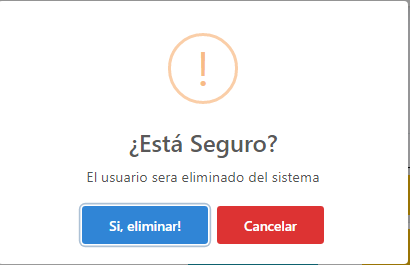 !
¿Está Seguro?
El usuario sera eliminado del sistema
Si, eliminar!
Cancelar